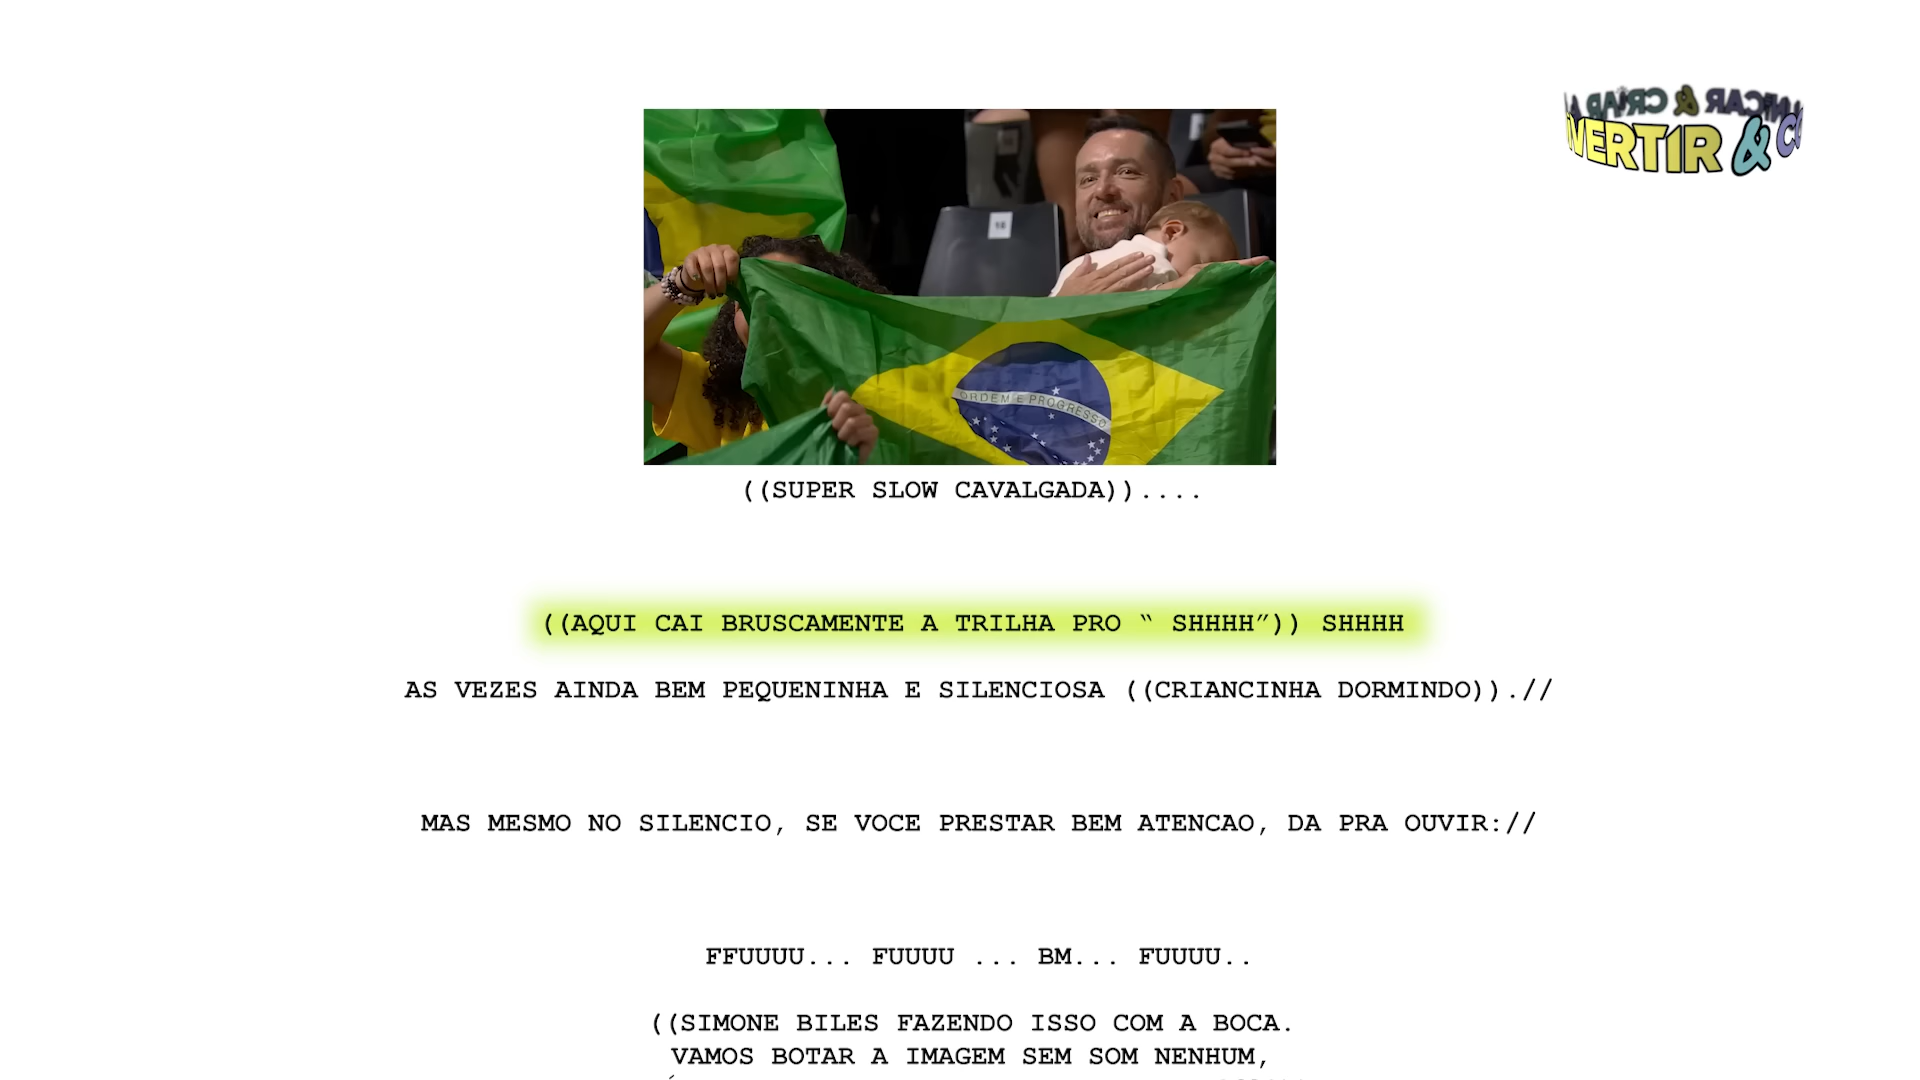 VERTIR &
ORDEM E PROGRESSO
((SUPER SLOW CAVALGADA))....
((AQUI CAI BRUSCAMENTE A TRILHA PRO “ SHHHH”)) SHHHH
AS VEZES AINDA BEM PEQUENINHA E SILENCIOSA ((CRIANCINHA DORMINDO)).//
MAS MESMO NO SILENCIO, SE VOCE PRESTAR BEM ATENCAO, DA PRA OUVIR://
FFUUUU... FUUUU ... BM... FUUUU..
((SIMONE BILES FAZENDO ISSO COM A BOCA.
VAMOS BOTAR A IMAGEM SEM SOM NENHUM,